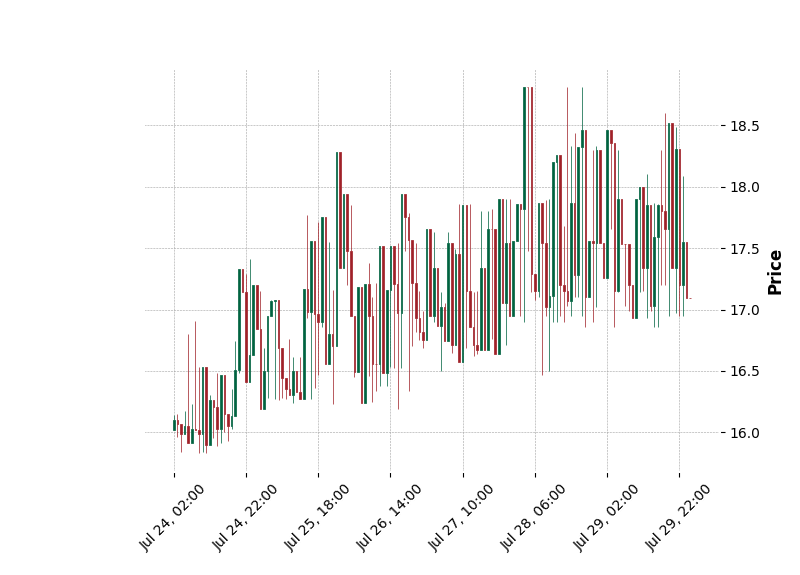 18.5
18.0
17.5
17.0
16.5
16.0
Price
Jul 24, 02:00
Jul 24, 22:00
Jul 25, 18:00
Jul 26, 14:00
Jul 27, 10:00
Jul 28, 06:00
Jul 29, 02:00
Jul 29, 22:00